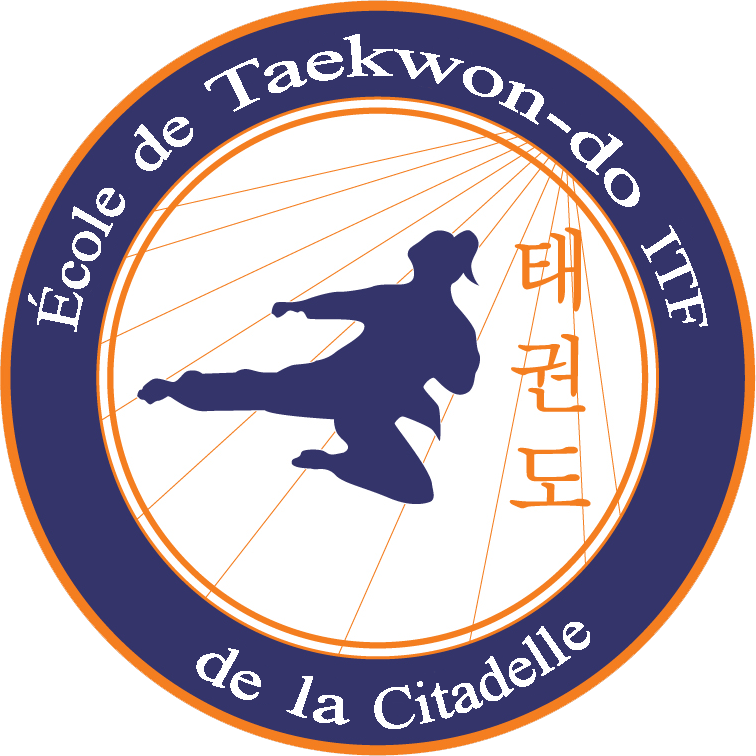 École de Taekwon-do ITF
태
권
도
de la Citadelle